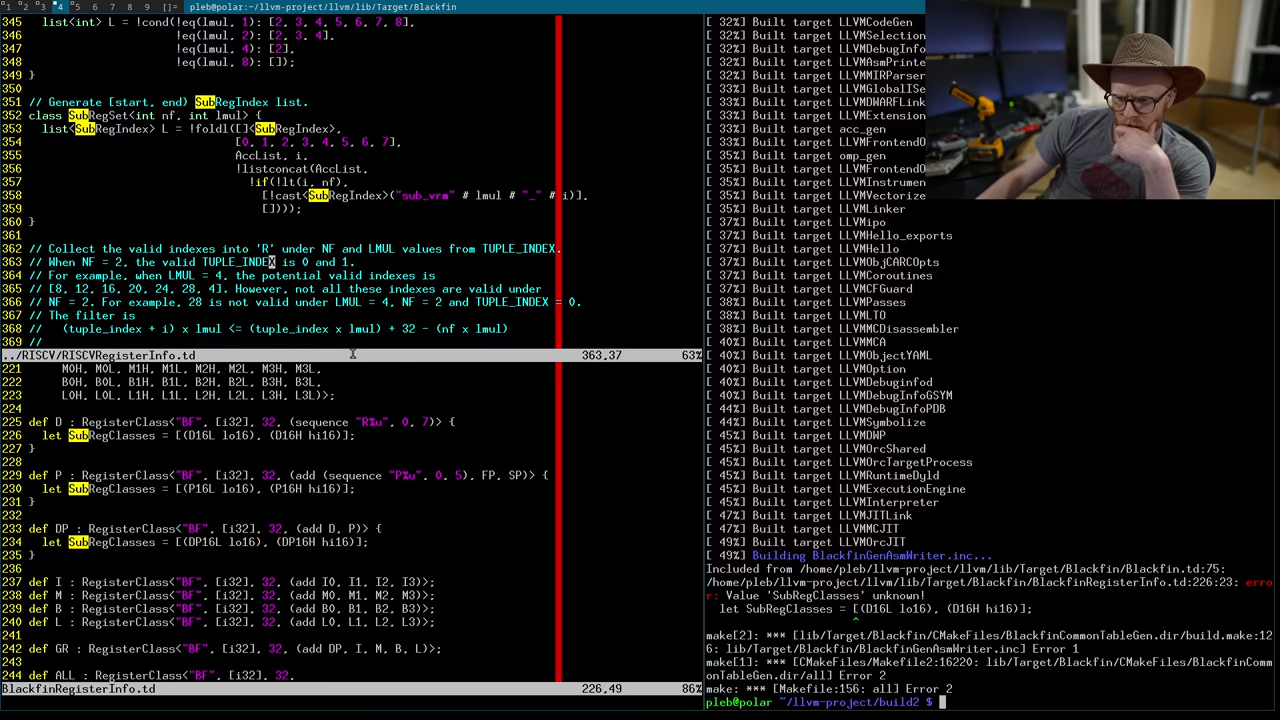 1 2 3 4 5 6 7 8 9 []= pleb@polar:~/llvm-project/llvm/lib/Target/Blackfin
345 list<int> L = !cond(!eq(lmul, 1): [2, 3, 4, 5, 6, 7, 8],
346 !eq(lmul, 2): [2, 3, 4],
347 !eq(lmul, 4): [2],
348 !eq(lmul, 8): []);
349 }
350
351 // Generate [start, end) SubRegIndex list.
352 class SubRegSet<int nf, int lmul> {
353 list<SubRegIndex> L = !foldl([]<SubRegIndex>,
354 [0, 1, 2, 3, 4, 5, 6, 7],
355 AccList, i,
356 !listconcat(AccList,
357 !if(!lt(i, nf),
358 [!cast<SubRegIndex>("sub_vrm" # lmul # "_" # i)],
359 [])));
360 }
361
362 // Collect the valid indexes into 'R' under NF and LMUL values from TUPLE_INDEX.
363 // When NF = 2, the valid TUPLE_INDEX is 0 and 1.
364 // For example, when LMUL = 4, the potential valid indexes is
365 // [8, 12, 16, 20, 24, 28, 4]. However, not all these indexes are valid under
366 // NF = 2. For example, 28 is not valid under LMUL = 4, NF = 2 and TUPLE_INDEX = 0.
367 // The filter is
368 // (tuple_index + i) x lmul <= (tuple_index x lmul) + 32 - (nf x lmul)
369 //
../RISCV/RISCVRegisterInfo.td 363,37 63%
221 M0H, M0L, M1H, M1L, M2H, M2L, M3H, M3L,
222 B0H, B0L, B1H, B1L, B2H, B2L, B3H, B3L,
223 L0H, L0L, L1H, L1L, L2H, L2L, L3H, L3L)>;
224
225 def D : RegisterClass<"BF", [i32], 32, (sequence "R%u", 0, 7)> {
226 let SubRegClasses = [(D16L lo16), (D16H hi16)];
227 }
228
229 def P : RegisterClass<"BF", [i32], 32, (add (sequence "P%u", 0, 5), FP, SP)> {
230 let SubRegClasses = [(P16L lo16), (P16H hi16)];
231 }
232
233 def DP : RegisterClass<"BF", [i32], 32, (add D, P)> {
234 let SubRegClasses = [(DP16L lo16), (DP16H hi16)];
235 }
236
237 def I : RegisterClass<"BF", [i32], 32, (add I0, I1, I2, I3)>;
238 def M : RegisterClass<"BF", [i32], 32, (add M0, M1, M2, M3)>;
239 def B : RegisterClass<"BF", [i32], 32, (add B0, B1, B2, B3)>;
240 def L : RegisterClass<"BF", [i32], 32, (add L0, L1, L2, L3)>;
241
242 def GR : RegisterClass<"BF", [i32], 32, (add DP, I, M, B, L)>;
243
244 def ALL : RegisterClass<"BF", [i32], 32,
BlackfinRegisterInfo.td 226,49 86%
[ 32%] Built target LLVMCodeGen
[ 32%] Built target LLVMSelection
[ 32%] Built target LLVMDebugInfo
[ 32%] Built target LLVMAsmPrinte
[ 32%] Built target LLVMMIRParser
[ 32%] Built target LLVMGlobalISe
[ 32%] Built target LLVMDWARFLink
[ 32%] Built target LLVMExtension
[ 33%] Built target acc_gen
[ 33%] Built target LLVMFrontend
[ 33%] Built target omp_gen
[ 33%] Built target LLVMFrontendO
[ 34%] Built target LLVMInstrumen
[ 34%] Built target LLVMVectorize
[ 34%] Built target LLVMLinker
[ 35%] Built target LLVMipo
[ 35%] Built target LLVMHello_exports
[ 35%] Built target LLVMHello
[ 35%] Built target LLVMObjCARCOpts
[ 36%] Built target LLVMCoroutines
[ 37%] Built target LLVMCFGuard
[ 38%] Built target LLVMPasses
[ 38%] Built target LLVMLTO
[ 38%] Built target LLVMMCDisassembler
[ 39%] Built target LLVMMCA
[ 40%] Built target LLVMObjectYAML
[ 40%] Built target LLVMOption
[ 40%] Built target LLVMDebuginfod
[ 40%] Built target LLVMDebugInfoGSYM
[ 44%] Built target LLVMDebugInfoPDB
[ 44%] Built target LLVMSymbolize
[ 45%] Built target LLVMDWP
[ 45%] Built target LLVMOrcShared
[ 45%] Built target LLVMOrcTargetProcess
[ 45%] Built target LLVMRuntimeDyld
[ 45%] Built target LLVMExecutionEngine
[ 45%] Built target LLVMInterpreter
[ 47%] Built target LLVMJITLink
[ 47%] Built target LLVMMCJIT
[ 49%] Built target LLVMOrcJIT
[ 49%] Building BlackfinGenAsmWriter.inc...
Included from /home/pleb/llvm-project/llvm/lib/Target/Blackfin/Blackfin.td:75:
/home/pleb/llvm-project/llvm/lib/Target/Blackfin/BlackfinRegisterInfo.td:226:23: erro
r: Value 'SubRegClasses' unknown!
let SubRegClasses = [(D16L lo16), (D16H hi16)];
^
make[2]: *** [lib/Target/Blackfin/CMakeFiles/BlackfinCommonTableGen.dir/build.make:12
6: lib/Target/Blackfin/BlackfinGenAsmWriter.inc] Error 1
make[1]: *** [CMakeFiles/Makefile2:16220: lib/Target/Blackfin/CMakeFiles/BlackfinComm
onTableGen.dir/all] Error 2
make: *** [Makefile:156: all] Error 2
pleb@polar ~/llvm-project/build2 $